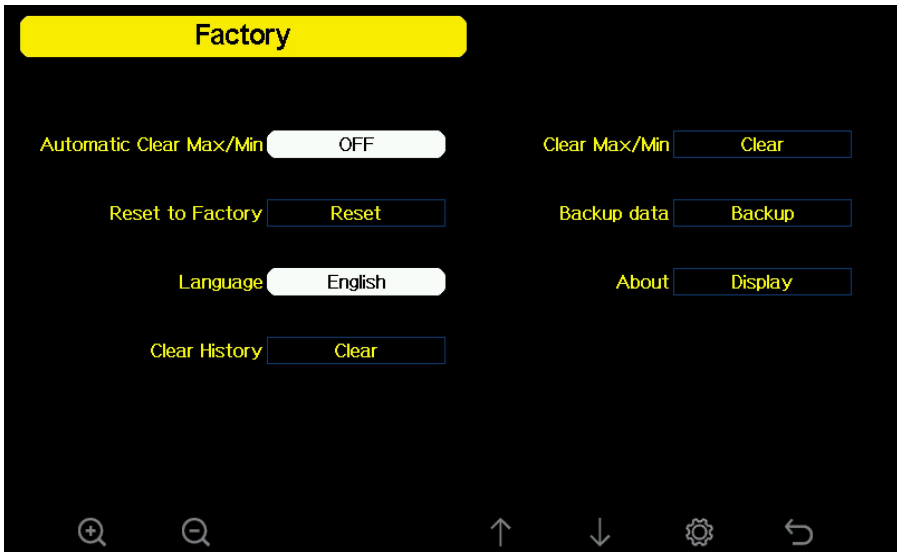 Factory
Automatic Clear Max/Min OFF Clear Max/Min Clear
Reset to Factory Reset Backup data Backup
Language English About Display
Clear History Clear